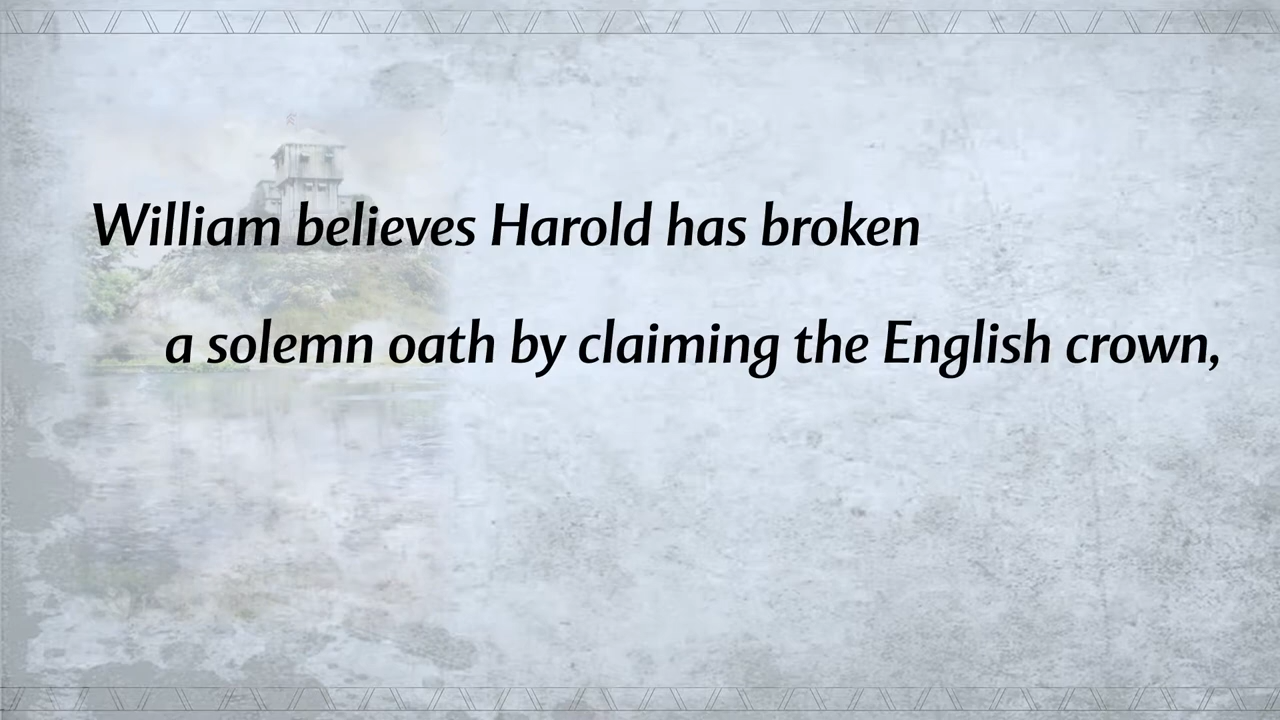 William believes Harold has broken
a solemn oath by claiming the English crown,